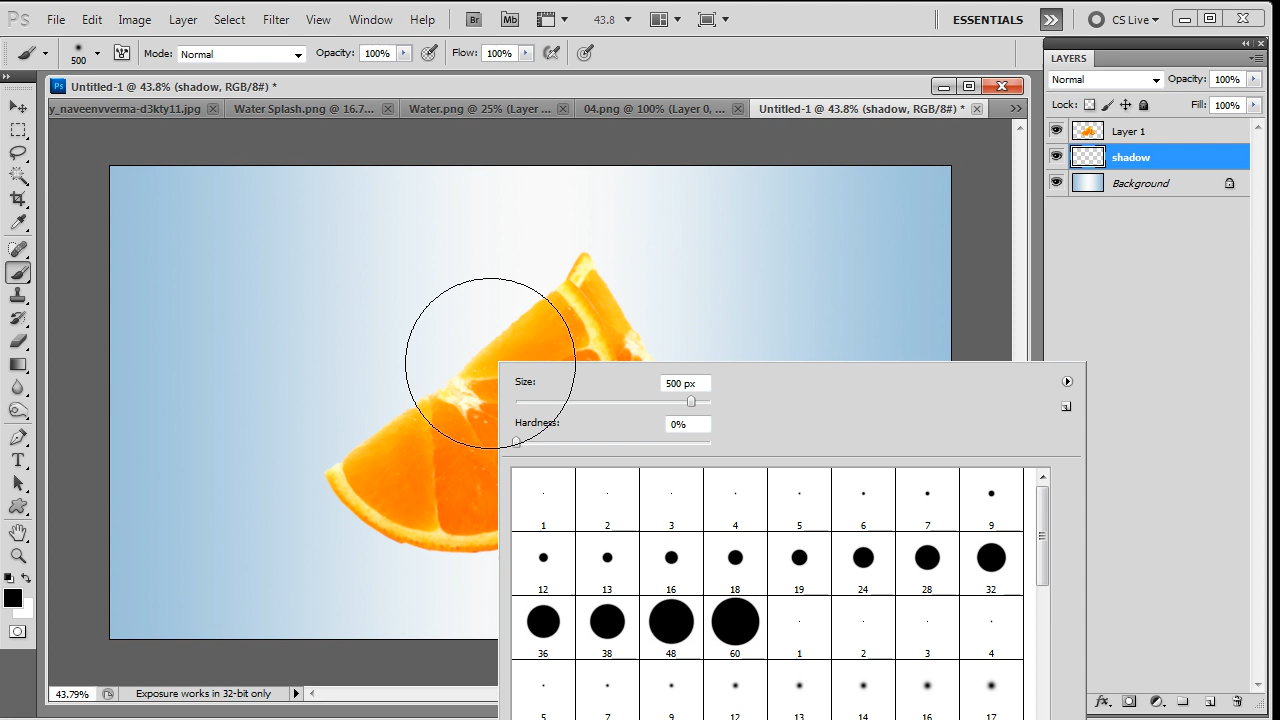 Ps File Edit Image Layer Select Filter View Window Help Br Mb 43.8 ESSENTIALS CS Live
500 Mode: Normal Opacity: 100% Flow: 100%
LAYERS
Untitled-1 @ 43.8% (shadow, RGB/8#) *
Normal Opacity: 100%
y_naveenvverma-d3kty11.jpg Water Splash.png @ 16.7... Water.png @ 25% (Layer ... 04.png @ 100% (Layer 0, ... Untitled-1 @ 43.8% (shadow, RGB/8#) *
Lock: Fill: 100%
Layer 1
shadow
Background
Size: 500 px
Hardness: 0%
1 2 3 4 5 6 7 9
12 13 16 18 19 24 28 32
36 38 48 60 1 2 3 4
5 7 9 12 13 14 16 17
43.79% Exposure works in 32-bit only